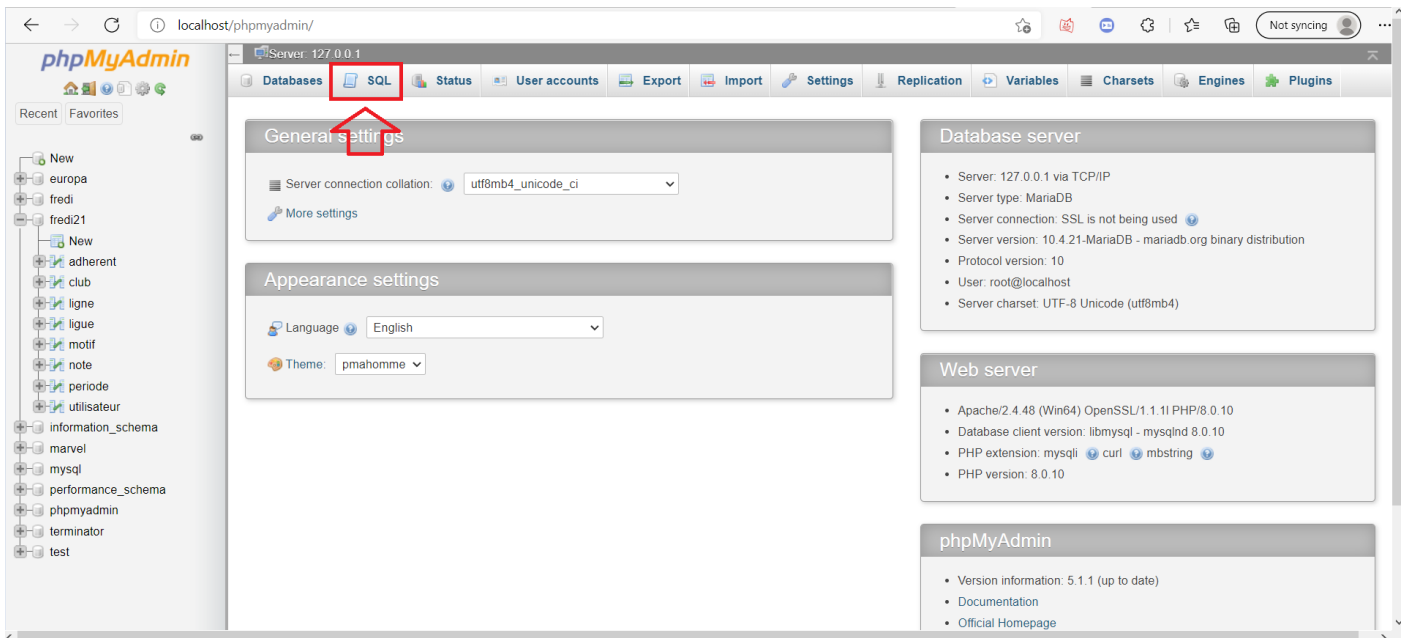 localhost/phpmyadmin/
Not syncing
phpMyAdmin
Recent Favorites
New
europa
fredi
fredi21
New
adherent
club
ligne
ligue
motif
note
periode
utilisateur
information_schema
marvel
mysql
performance_schema
phpmyadmin
terminator
test
Server: 127.0.0.1
Databases SQL Status User accounts Export Import Settings Replication Variables Charsets Engines Plugins
General settings
Server connection collation: utf8mb4_unicode_ci
More settings
Appearance settings
Language English
Theme: pmahomme
Database server
• Server: 127.0.0.1 via TCP/IP
• Server type: MariaDB
• Server connection: SSL is not being used
• Server version: 10.4.21-MariaDB - mariadb.org binary distribution
• Protocol version: 10
• User: root@localhost
• Server charset: UTF-8 Unicode (utf8mb4)
Web server
• Apache/2.4.48 (Win64) OpenSSL/1.1.1l PHP/8.0.10
• Database client version: libmysql - mysqlnd 8.0.10
• PHP extension: mysqli curl mbstring
• PHP version: 8.0.10
phpMyAdmin
• Version information: 5.1.1 (up to date)
• Documentation
• Official Homepage